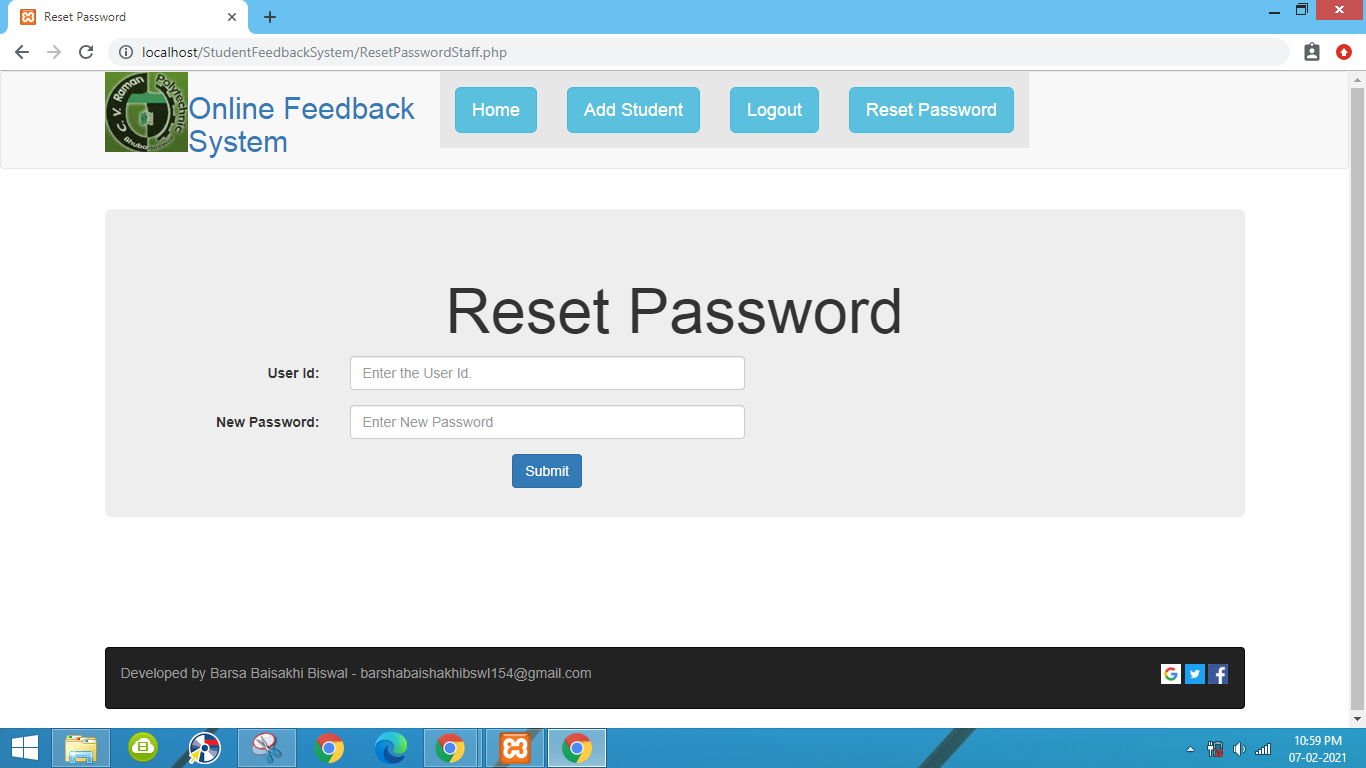 Reset Password
localhost/StudentFeedbackSystem/ResetPasswordStaff.php
C. V. Raman Polytechnic
Online Feedback
System
Home
Add Student
Logout
Reset Password
Reset Password
User Id:
Enter the User Id.
New Password:
Enter New Password
Submit
Developed by Barsa Baisakhi Biswal - barshabaishakhibswl154@gmail.com
10:59 PM
07-02-2021